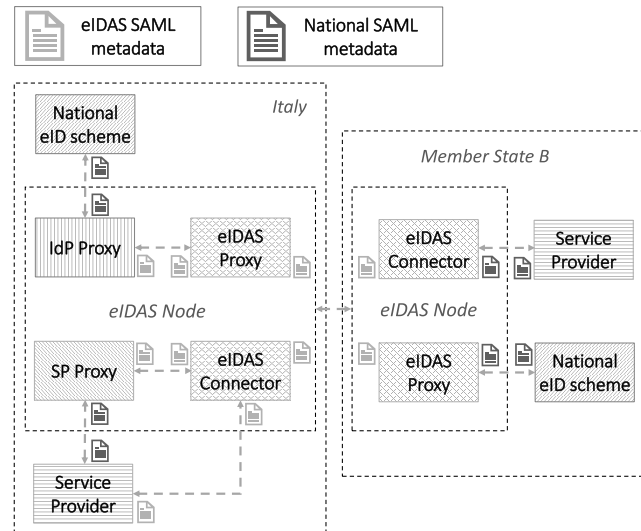 eIDAS SAML
metadata
National SAML
metadata
Italy
National
eID scheme
Member State B
IdP Proxy
eIDAS
Proxy
eIDAS
Connector
Service
Provider
eIDAS Node
eIDAS Node
SP Proxy
eIDAS
Connector
eIDAS
Proxy
National
eID scheme
Service
Provider